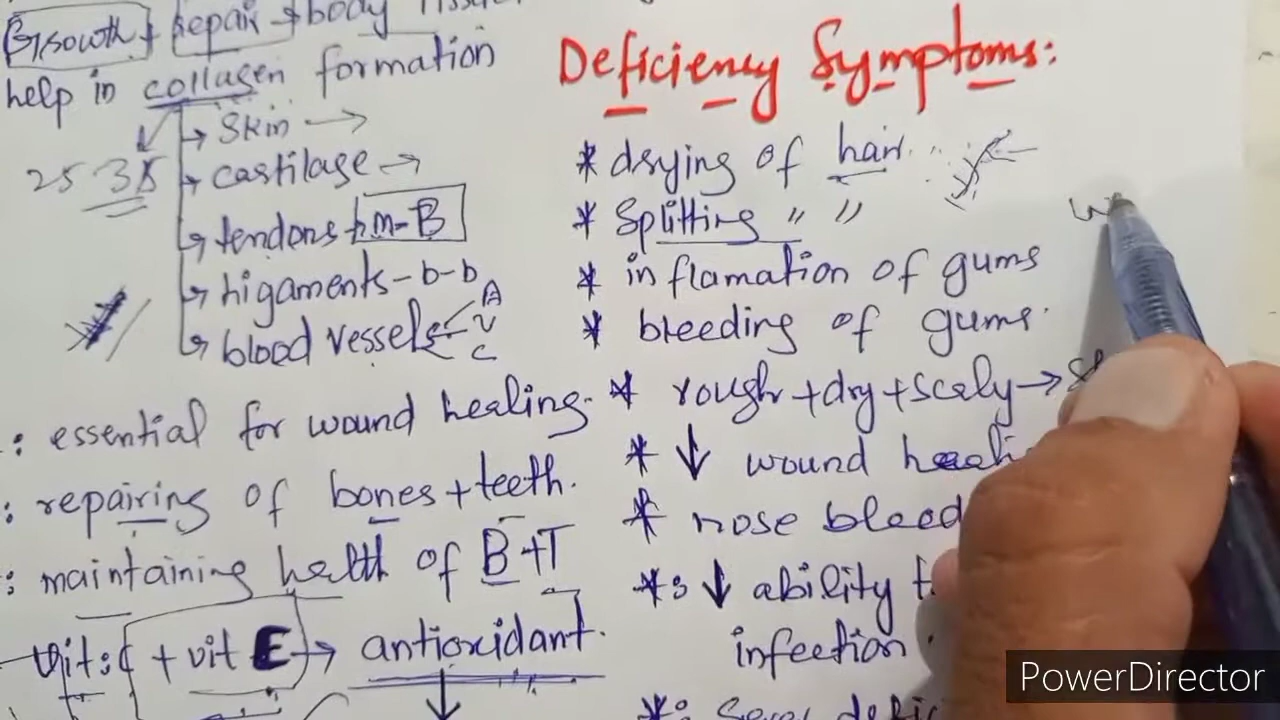 Growth + repair + body
help in collagen formation
→ Skin →
25 35 → cartilage →
→ tendons + m-B
→ ligaments - b-b
→ blood vessels A
V
C
: essential for wound healing.
: repairing of bones + teeth.
: maintaining health of B+T
Vit: C + vit E → antioxidant.
Deficiency Symptoms:
* drying of hair
* Splitting " "
* inflamation of gums
* bleeding of gums
* rough + dry + scaly →
* ↓ wound
* nose bleed
*: ↓ ability
infection
*:
PowerDirector